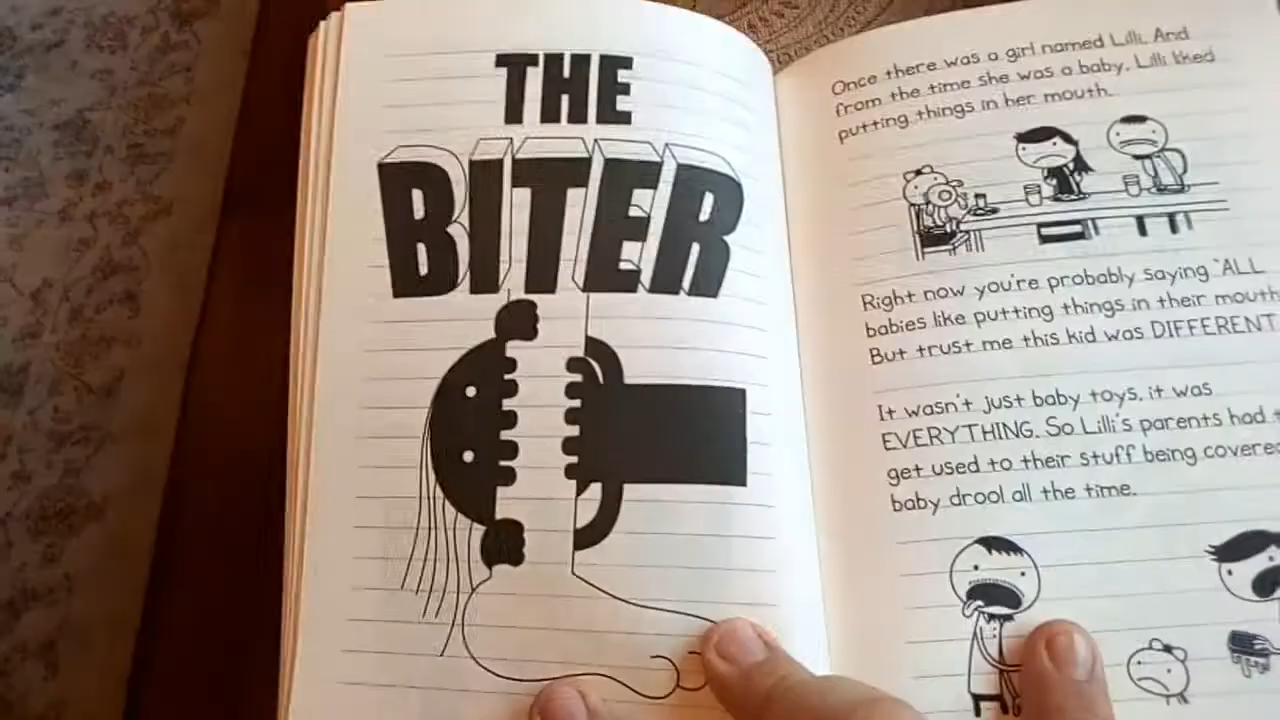 THE
BITER
Once there was a girl named Lilli. And
from the time she was a baby, Lilli liked
putting things in her mouth.
Right now you're probably saying "ALL
babies like putting things in their mouth
But trust me this kid was DIFFERENT
It wasn't just baby toys, it was
EVERYTHING. So Lilli's parents had
get used to their stuff being covere
baby drool all the time.